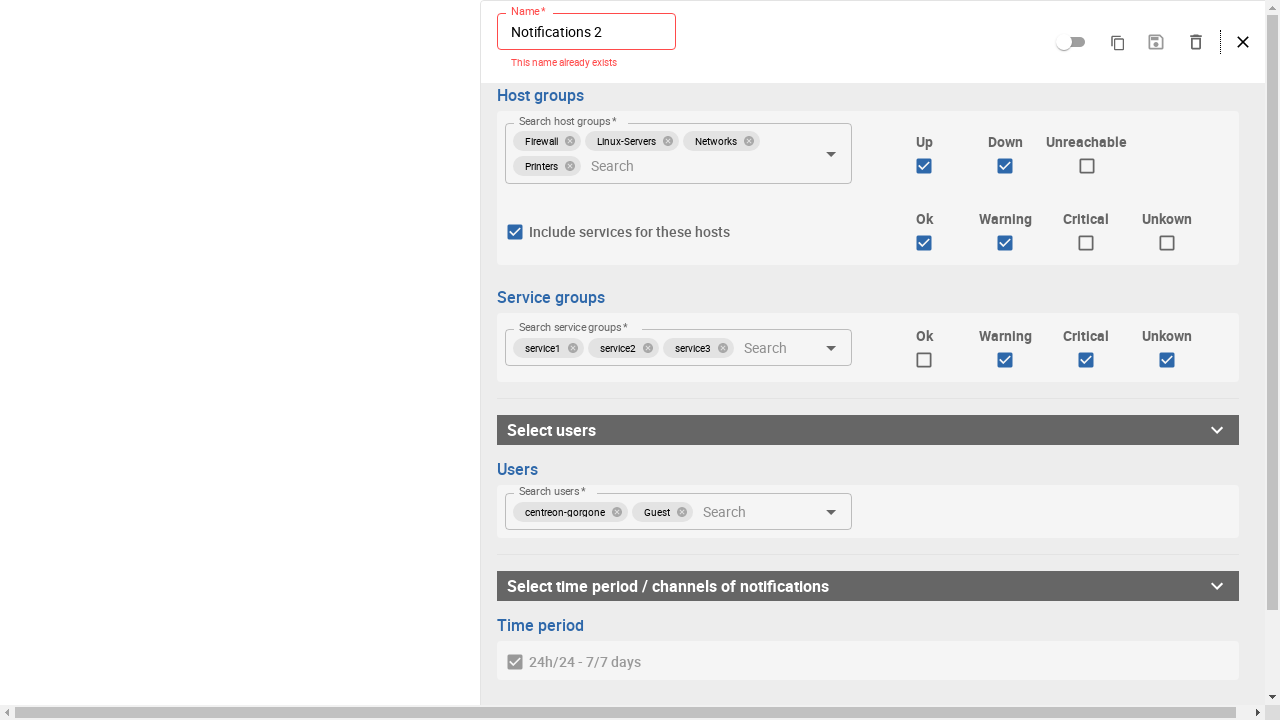 Name *
Notifications 2
This name already exists
Host groups
Search host groups *
Firewall Linux-Servers Networks
Printers Search
Up Down Unreachable
Include services for these hosts
Ok Warning Critical Unkown
Service groups
Search service groups *
service1 service2 service3 Search
Ok Warning Critical Unkown
Select users
Users
Search users *
centreon-gorgone Guest Search
Select time period / channels of notifications
Time period
24h/24 - 7/7 days